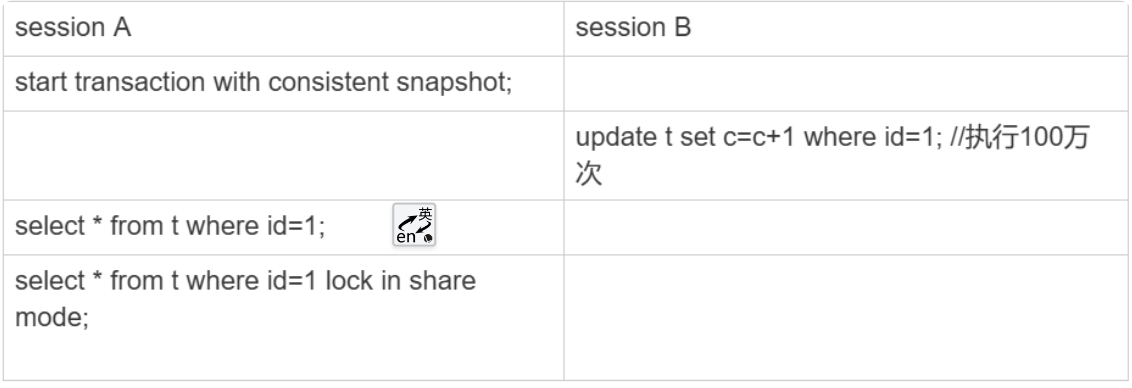 session A
session B
start transaction with consistent snapshot;
update t set c=c+1 where id=1; //执行100万
次
select * from t where id=1;
英
en
select * from t where id=1 lock in share
mode;